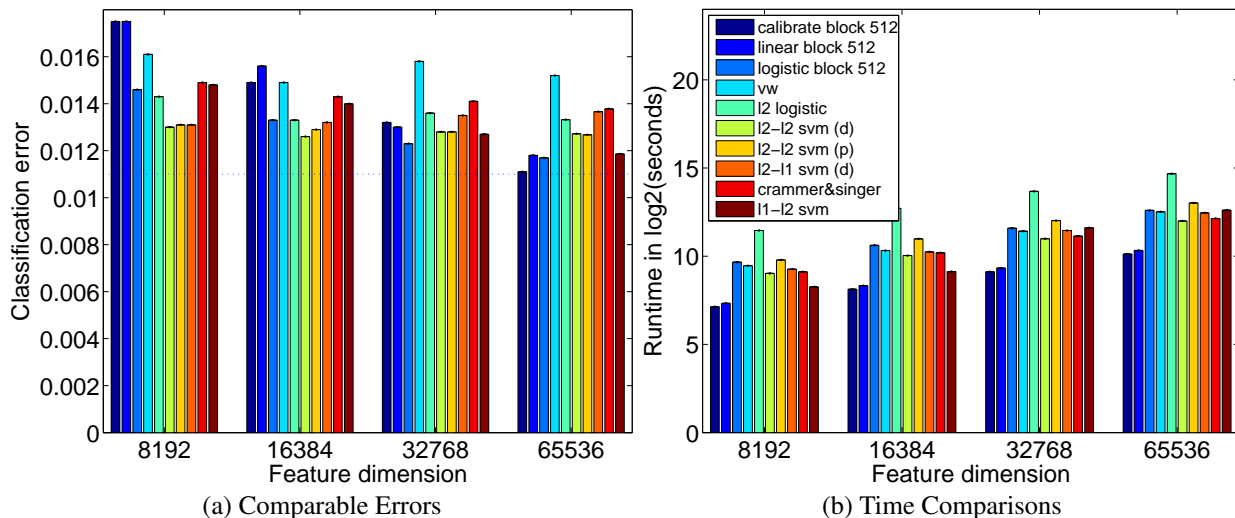 Classification error
0.016
0.014
0.012
0.01
0.008
0.006
0.004
0.002
0
8192
16384
32768
65536
Feature dimension
(a) Comparable Errors
Runtime in log2(seconds)
20
15
10
5
0
calibrate block 512
linear block 512
logistic block 512
vw
l2 logistic
l2−l2 svm (d)
l2−l2 svm (p)
l2−l1 svm (d)
crammer&singer
l1−l2 svm
8192
16384
32768
65536
Feature dimension
(b) Time Comparisons